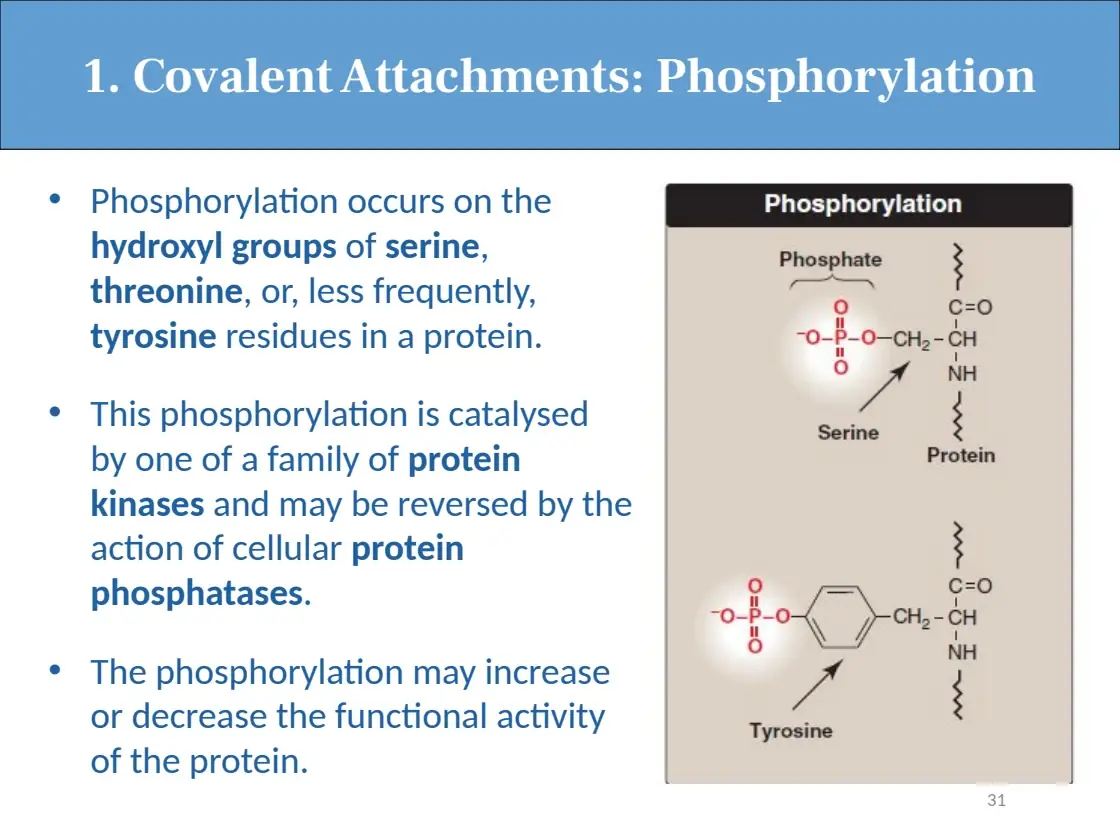 1. Covalent Attachments: Phosphorylation
• Phosphorylation occurs on the
hydroxyl groups of serine,
threonine, or, less frequently,
tyrosine residues in a protein.
• This phosphorylation is catalysed
by one of a family of protein
kinases and may be reversed by the
action of cellular protein
phosphatases.
• The phosphorylation may increase
or decrease the functional activity
of the protein.
Phosphorylation
Phosphate
O
C=O
⁻O–P–O–CH₂–CH
O
NH
Serine
Protein
O
C=O
⁻O–P–O–
CH₂–CH
O
NH
Tyrosine
31